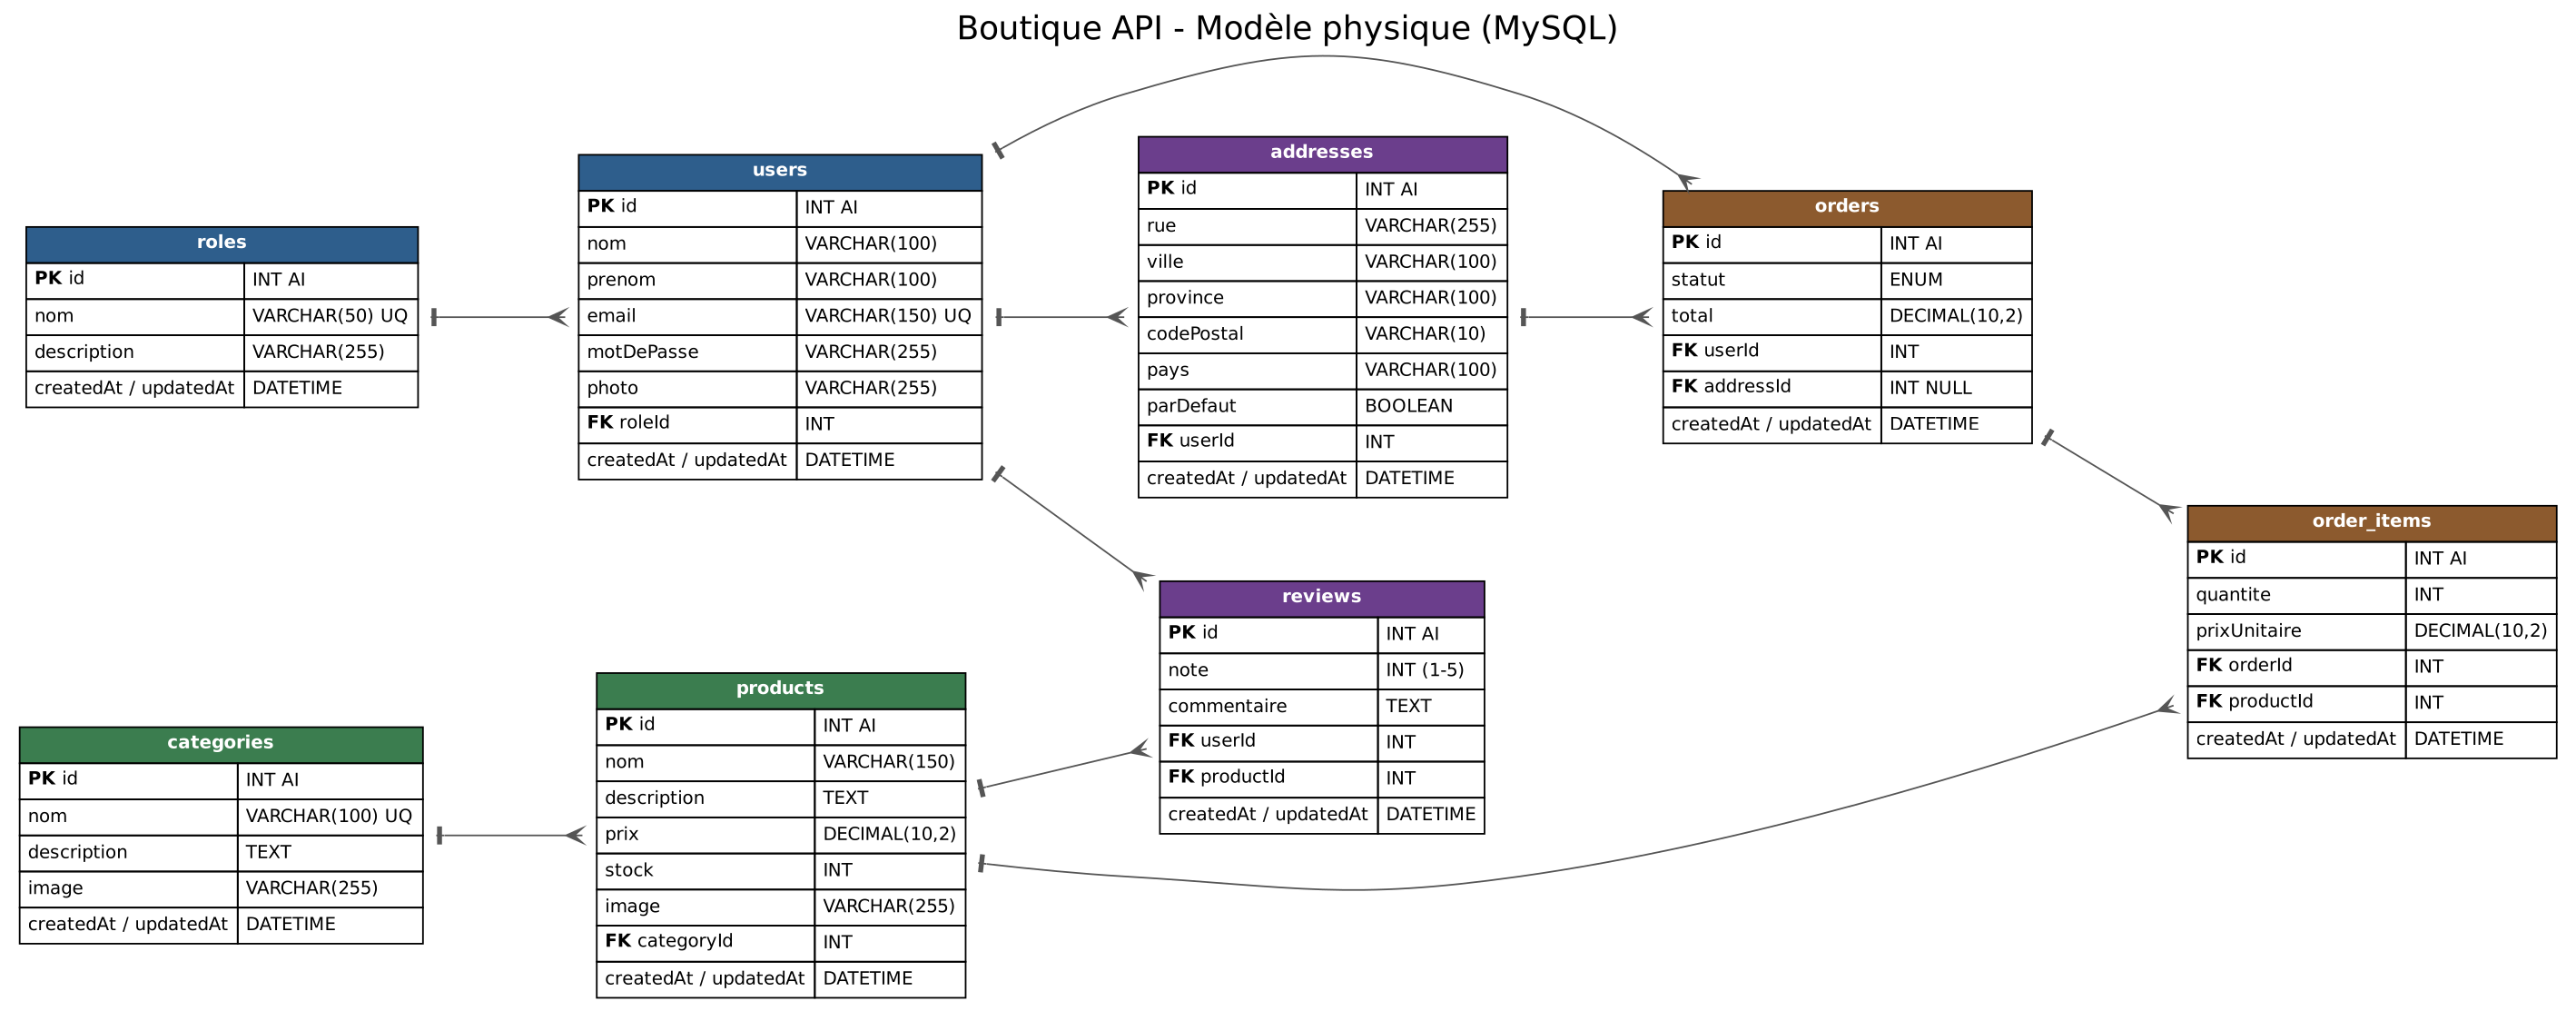 Boutique API - Modèle physique (MySQL)
roles
PK id INT AI
nom VARCHAR(50) UQ
description VARCHAR(255)
createdAt / updatedAt DATETIME
users
PK id INT AI
nom VARCHAR(100)
prenom VARCHAR(100)
email VARCHAR(150) UQ
motDePasse VARCHAR(255)
photo VARCHAR(255)
FK roleId INT
createdAt / updatedAt DATETIME
addresses
PK id INT AI
rue VARCHAR(255)
ville VARCHAR(100)
province VARCHAR(100)
codePostal VARCHAR(10)
pays VARCHAR(100)
parDefaut BOOLEAN
FK userId INT
createdAt / updatedAt DATETIME
orders
PK id INT AI
statut ENUM
total DECIMAL(10,2)
FK userId INT
FK addressId INT NULL
createdAt / updatedAt DATETIME
order_items
PK id INT AI
quantite INT
prixUnitaire DECIMAL(10,2)
FK orderId INT
FK productId INT
createdAt / updatedAt DATETIME
reviews
PK id INT AI
note INT (1-5)
commentaire TEXT
FK userId INT
FK productId INT
createdAt / updatedAt DATETIME
products
PK id INT AI
nom VARCHAR(150)
description TEXT
prix DECIMAL(10,2)
stock INT
image VARCHAR(255)
FK categoryId INT
createdAt / updatedAt DATETIME
categories
PK id INT AI
nom VARCHAR(100) UQ
description TEXT
image VARCHAR(255)
createdAt / updatedAt DATETIME